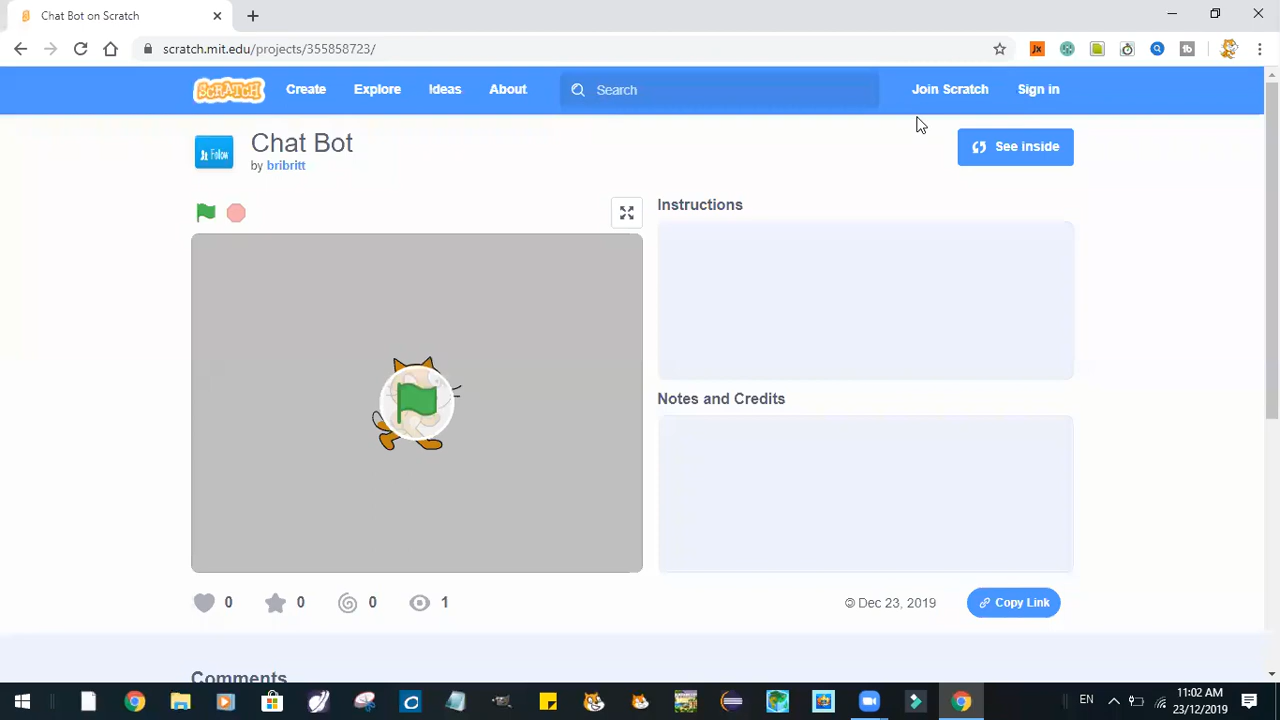 Chat Bot on Scratch
scratch.mit.edu/projects/355858723/
SCRATCH Create Explore Ideas About Search Join Scratch Sign in
Chat Bot
by bribritt
See inside
Instructions
Notes and Credits
0 0 0 1 © Dec 23, 2019 Copy Link
Comments
EN 11:02 AM
23/12/2019